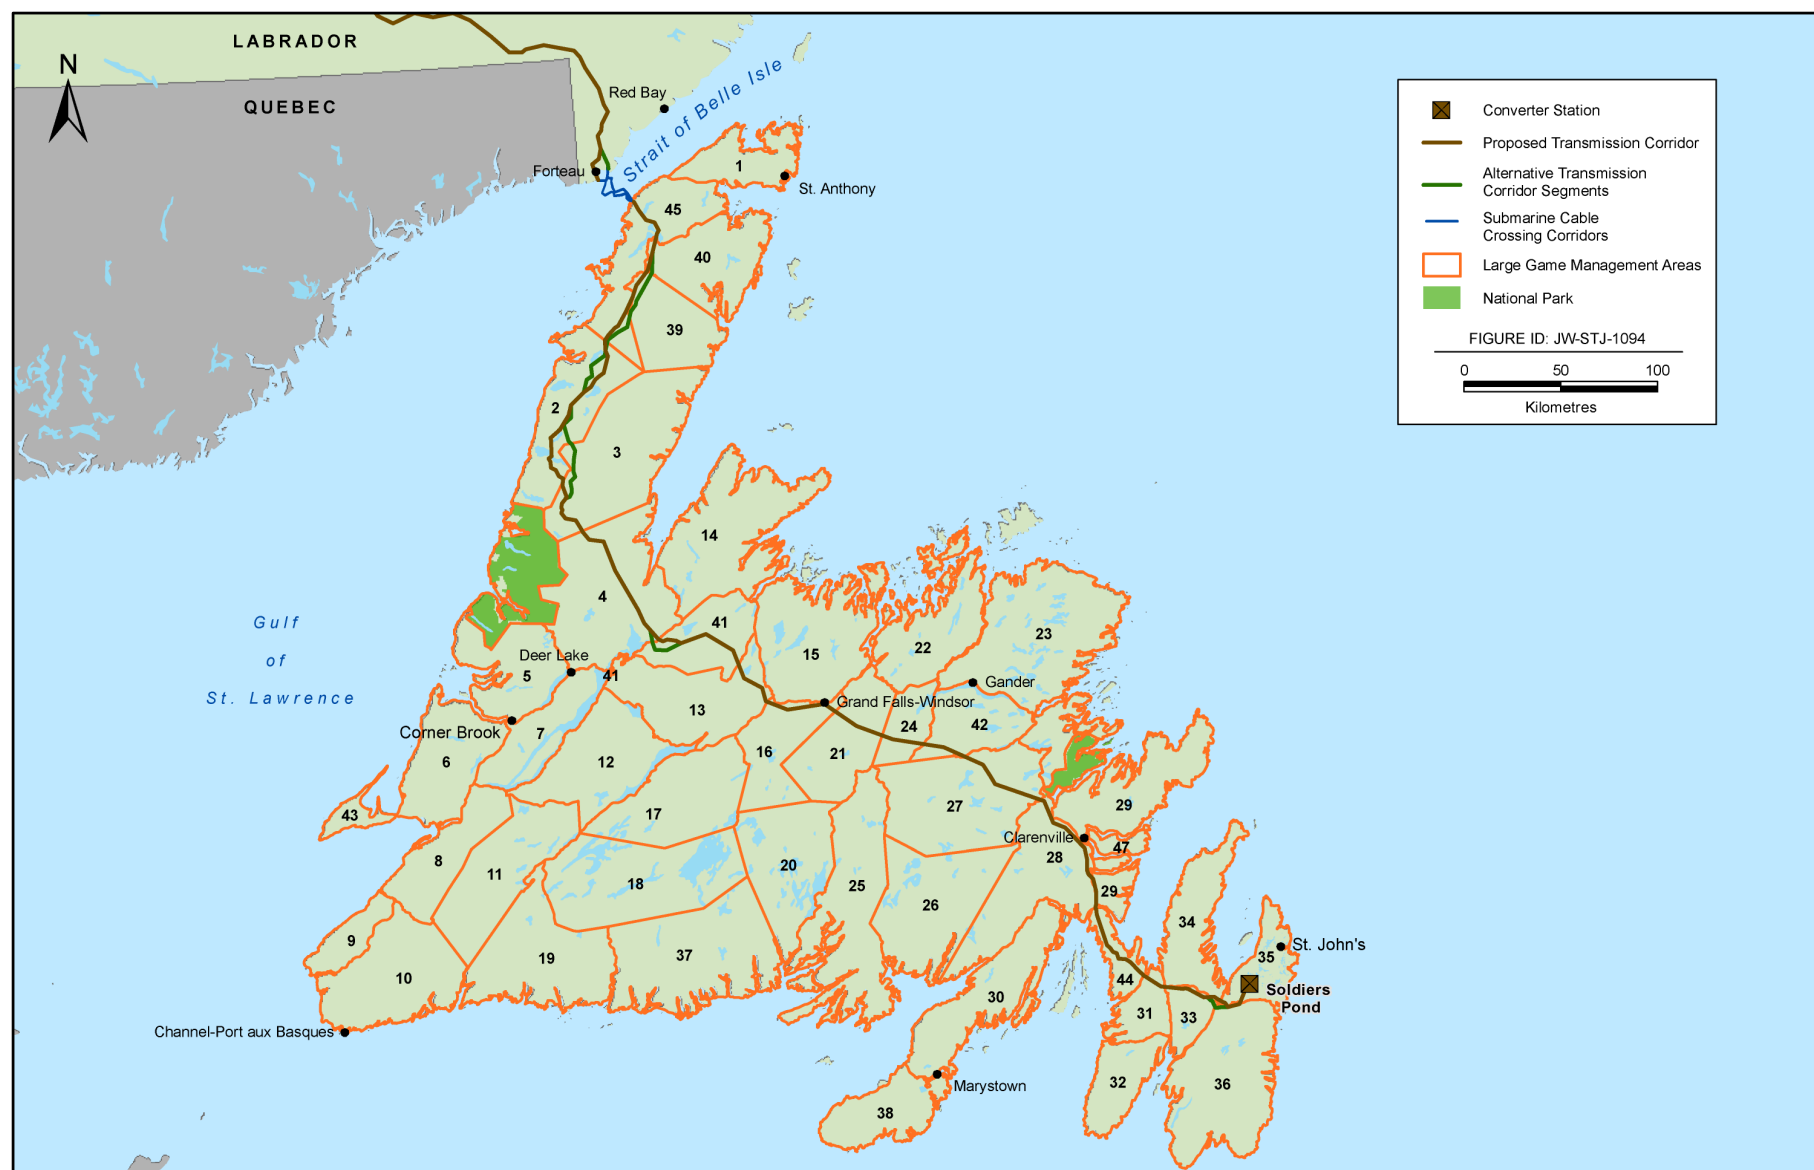 LABRADOR
N
QUEBEC
Red Bay
Strait of Belle Isle
Forteau
1
St. Anthony
45
40
39
2
3
14
Gulf
of
St. Lawrence
4
41
15
22
23
Deer Lake
5
41
Gander
13
Grand Falls-Windsor
Corner Brook
7
24
42
6
12
16
21
43
17
27
29
Clarenville
47
28
8
11
18
20
25
29
26
34
9
10
19
37
35
St. John's
44
30
Soldiers
Pond
31
33
Channel-Port aux Basques
32
36
Marystown
38
Converter Station
Proposed Transmission Corridor
Alternative Transmission
Corridor Segments
Submarine Cable
Crossing Corridors
Large Game Management Areas
National Park
FIGURE ID: JW-STJ-1094
0 50 100
Kilometres